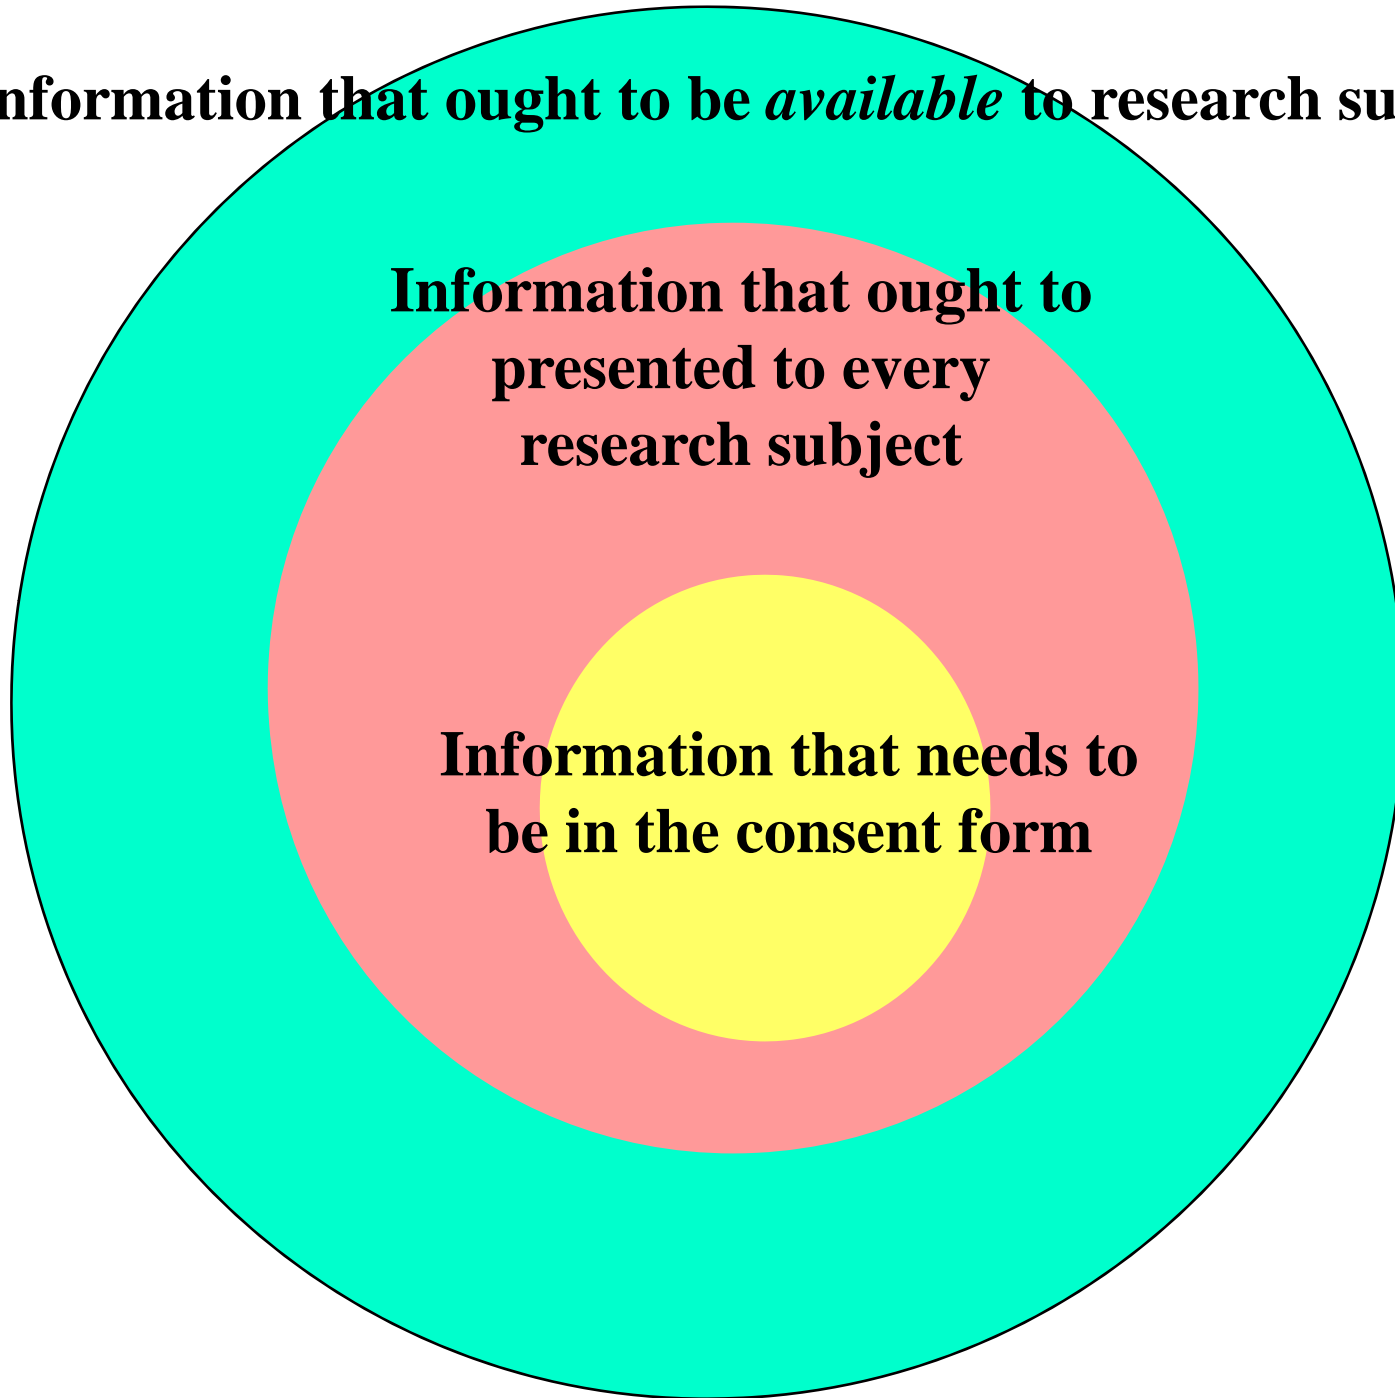 nformation that ought to be available to research su
Information that ought to
presented to every
research subject
Information that needs to
be in the consent form